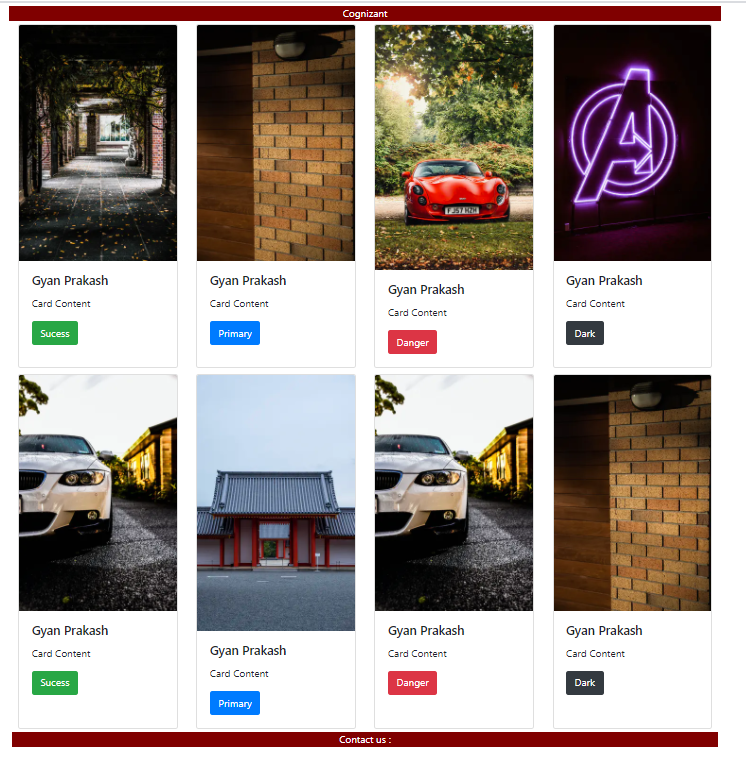 Cognizant
FJ57 HZH
Gyan Prakash
Card Content
Sucess
Gyan Prakash
Card Content
Primary
Gyan Prakash
Card Content
Danger
Gyan Prakash
Card Content
Dark
Gyan Prakash
Card Content
Sucess
Gyan Prakash
Card Content
Primary
Gyan Prakash
Card Content
Danger
Gyan Prakash
Card Content
Dark
Contact us :